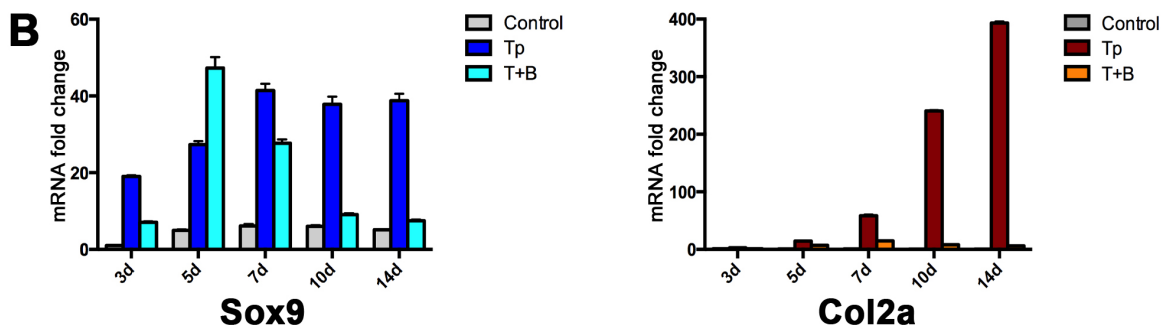 B
mRNA fold change
60
40
20
0
3d
5d
7d
10d
14d
Sox9
Control
Tp
T+B
mRNA fold change
400
300
200
100
0
3d
5d
7d
10d
14d
Col2a
Control
Tp
T+B